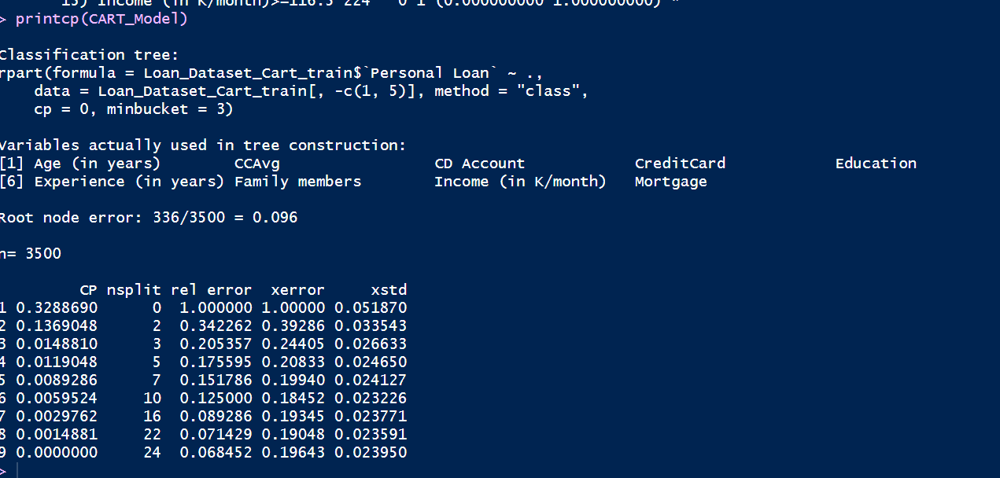 15) Income (in K/month)>=116.5 224 0 1 (0.000000000 1.000000000) *
> printcp(CART_Model)
Classification tree:
rpart(formula = Loan_Dataset_Cart_train$`Personal Loan` ~ .,
data = Loan_Dataset_Cart_train[, -c(1, 5)], method = "class",
cp = 0, minbucket = 3)
Variables actually used in tree construction:
[1] Age (in years) CCAvg CD Account CreditCard Education
[6] Experience (in years) Family members Income (in K/month) Mortgage
Root node error: 336/3500 = 0.096
n= 3500
CP nsplit rel error xerror xstd
1 0.3288690 0 1.000000 1.00000 0.051870
2 0.1369048 2 0.342262 0.39286 0.033543
3 0.0148810 3 0.205357 0.24405 0.026633
4 0.0119048 5 0.175595 0.20833 0.024650
5 0.0089286 7 0.151786 0.19940 0.024127
6 0.0059524 10 0.125000 0.18452 0.023226
7 0.0029762 16 0.089286 0.19345 0.023771
8 0.0014881 22 0.071429 0.19048 0.023591
9 0.0000000 24 0.068452 0.19643 0.023950
>